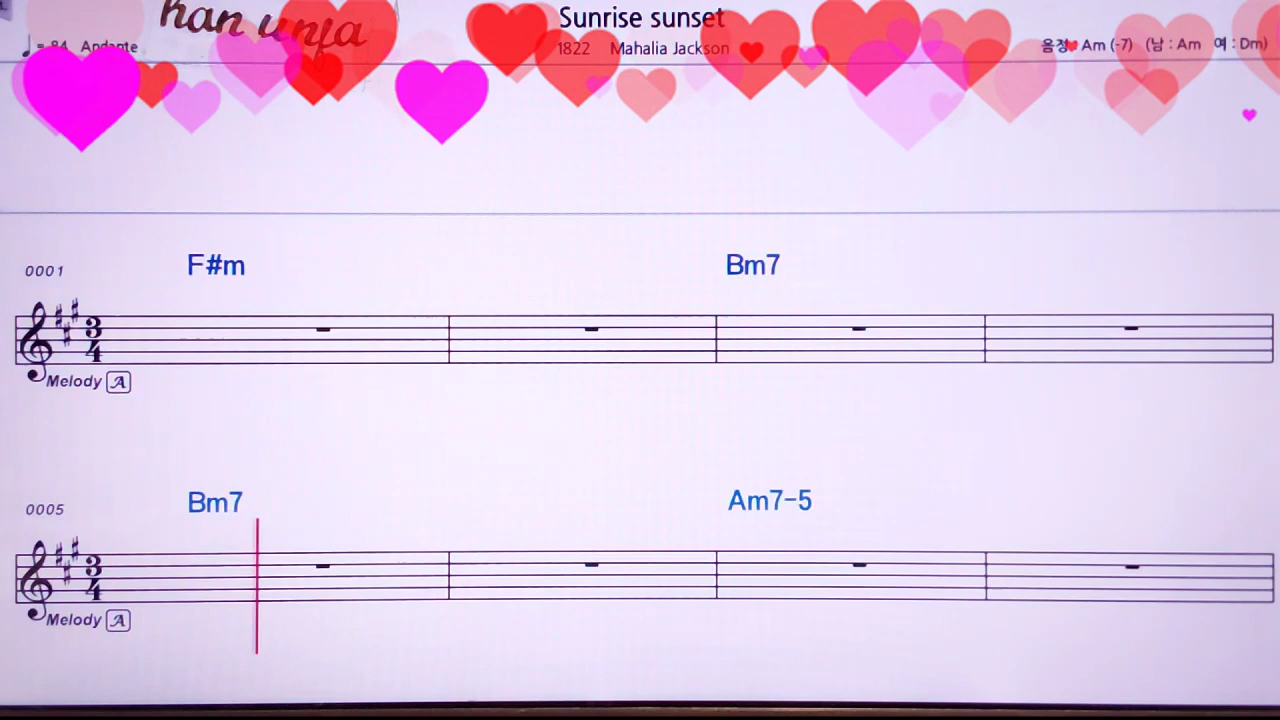 han unfa
Sunrise sunset
♩ = 84 Andante
1822 Mahalia Jackson
음정 Am (-7) (남 : Am 여 : Dm)
0001
F#m
Bm7
3
4
Melody A
0005
Bm7
Am7-5
3
4
Melody A